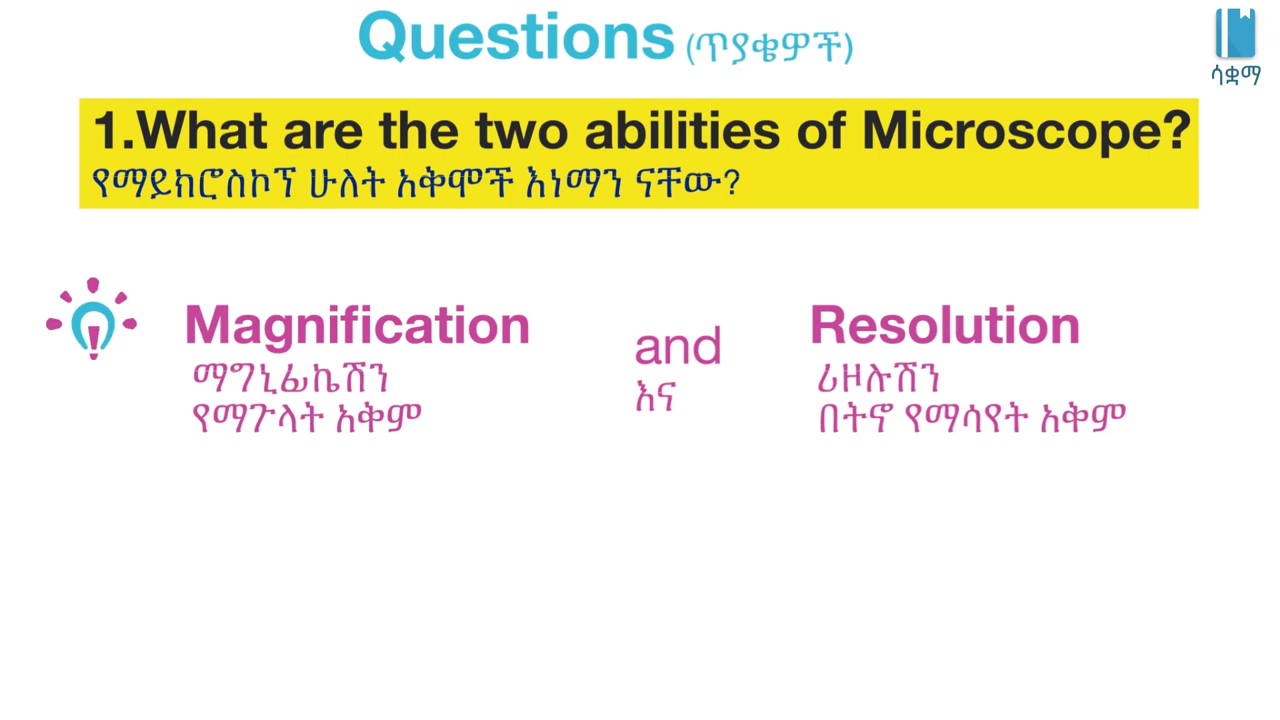 Questions (ጥያቄዎች)
ሳቋማ
1.What are the two abilities of Microscope?
የማይክሮስኮፕ ሁለት አቅሞች እነማን ናቸው?
Magnification
ማግኒፊኬሽን
የማጉላት አቅም
and
እና
Resolution
ሪዞሉሽን
በትኖ የማሳየት አቅም